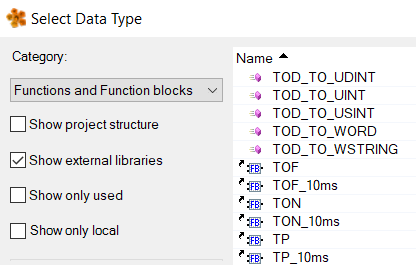 Select Data Type
Category:
Functions and Function blocks
Show project structure
Show external libraries
Show only used
Show only local
Name
TOD_TO_UDINT
TOD_TO_UINT
TOD_TO_USINT
TOD_TO_WORD
TOD_TO_WSTRING
FB TOF
FB TOF_10ms
FB TON
FB TON_10ms
FB TP
FB TP_10ms